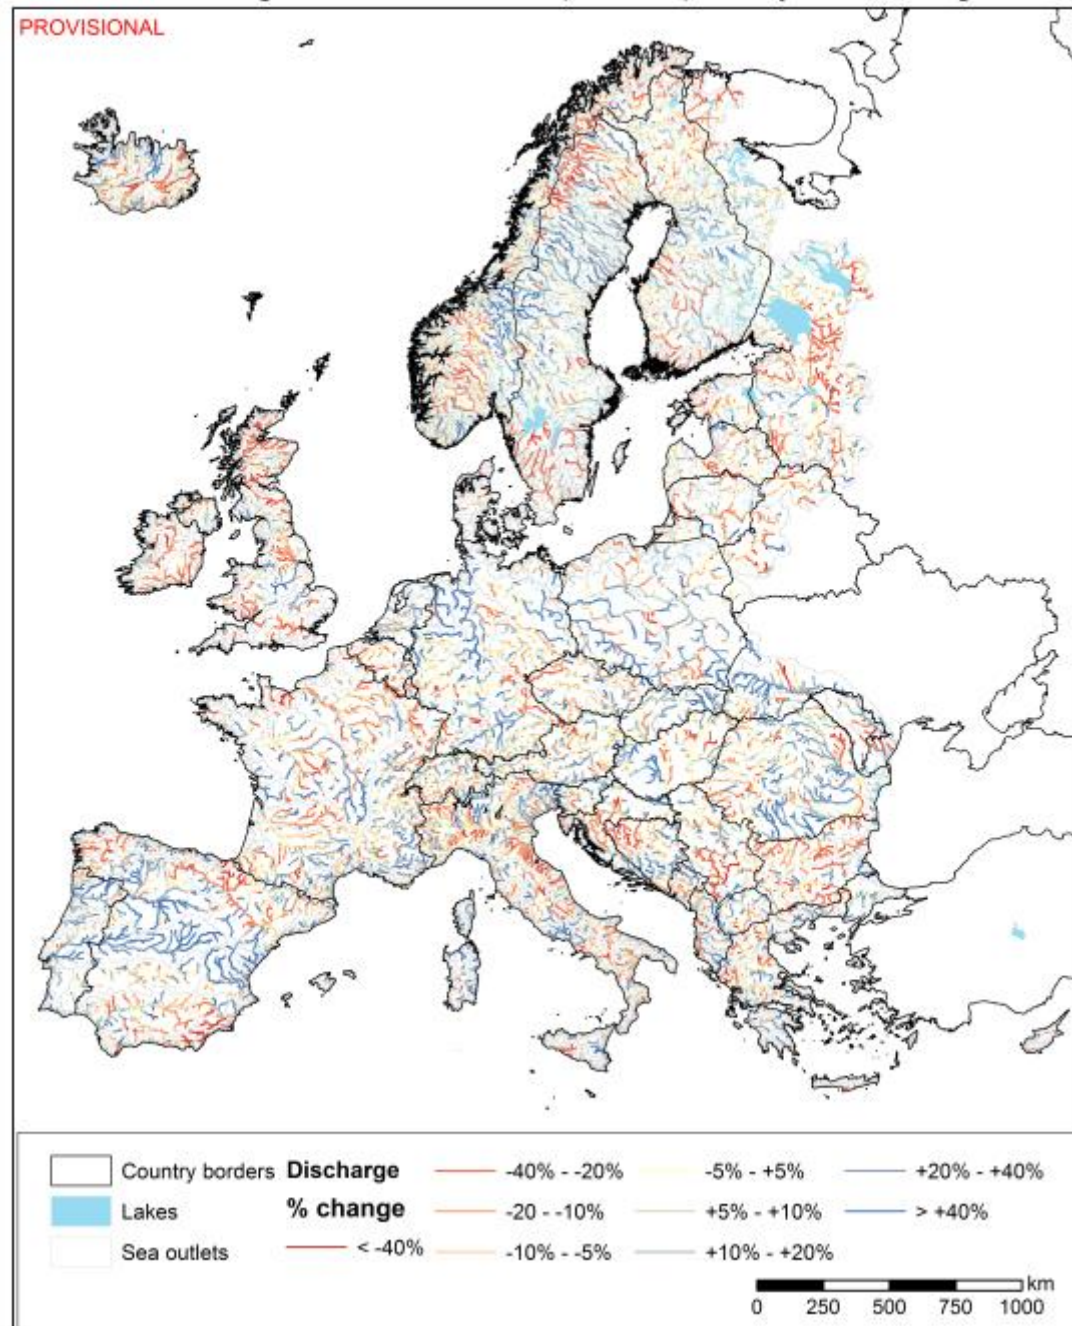 PROVISIONAL
Country borders
Lakes
Sea outlets
Discharge
% change
< -40%
-40% - -20%
-20 - -10%
-10% - -5%
-5% - +5%
+5% - +10%
+10% - +20%
+20% - +40%
> +40%
km
0 250 500 750 1000